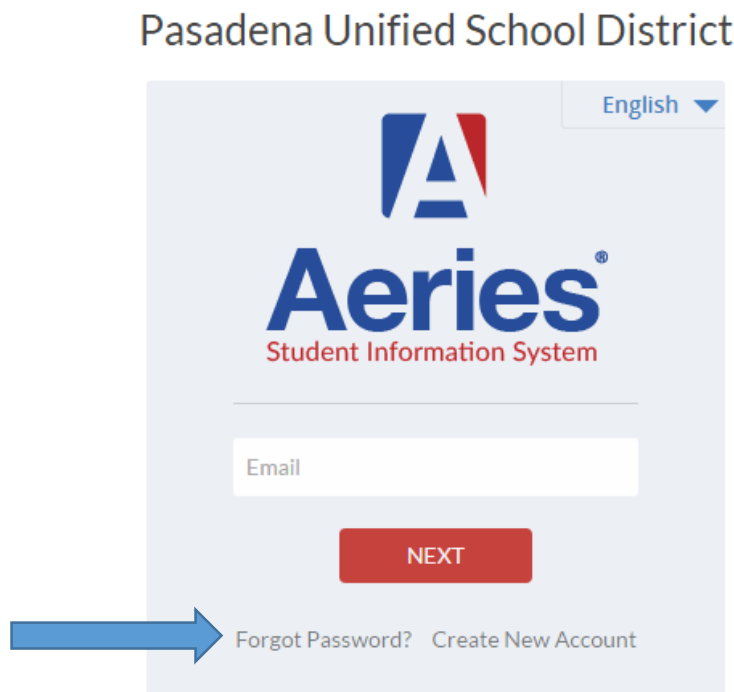 Pasadena Unified School District
English
Aeries®
Student Information System
Email
NEXT
Forgot Password? Create New Account